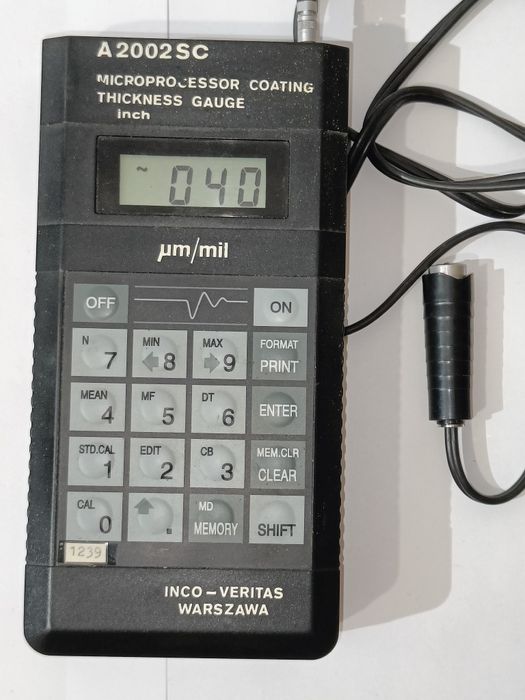 A2002SC
MICROPROCESSOR COATING
THICKNESS GAUGE
inch
~ 040
µm/mil
OFF ON
N 7 MIN 8 MAX 9 FORMAT PRINT
MEAN 4 MF 5 DT 6 ENTER
STD.CAL 1 EDIT 2 CB 3 MEM.CLR CLEAR
CAL 0 . MD MEMORY SHIFT
1239
INCO–VERITAS
WARSZAWA